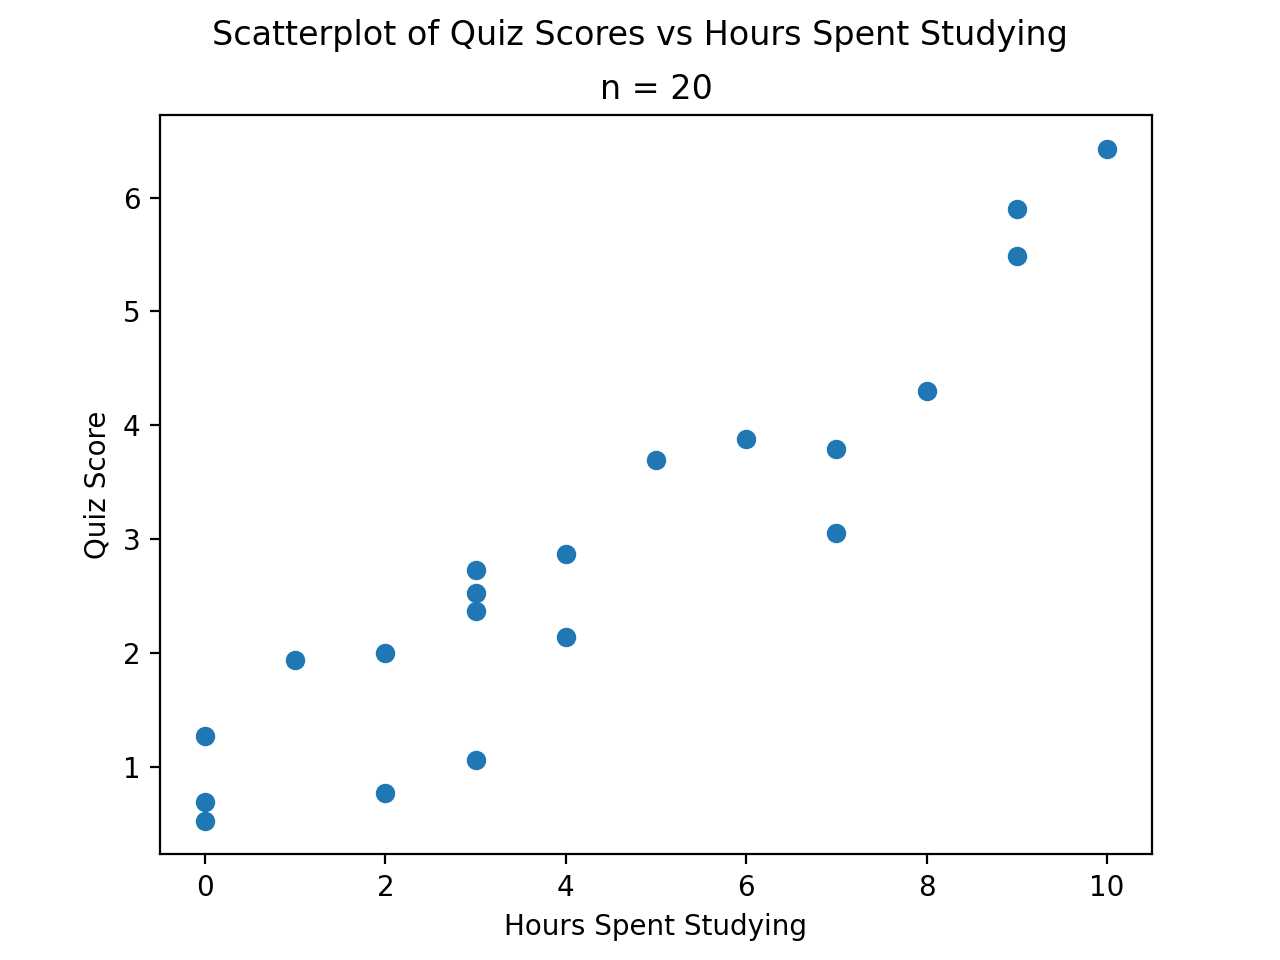 Scatterplot of Quiz Scores vs Hours Spent Studying
n = 20
6
5
4
3
2
1
Quiz Score
0 2 4 6 8 10
Hours Spent Studying